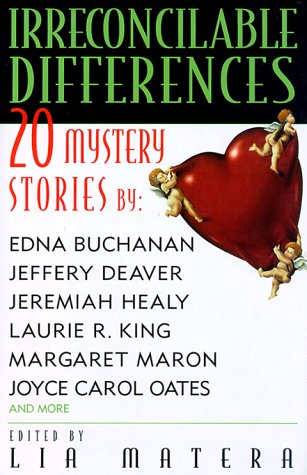 IRRECONCILABLE
DIFFERENCES
20 MYSTERY
STORIES BY:
EDNA BUCHANAN
JEFFERY DEAVER
JEREMIAH HEALY
LAURIE R. KING
MARGARET MARON
JOYCE CAROL OATES
AND MORE
EDITED BY
LIA MATERA